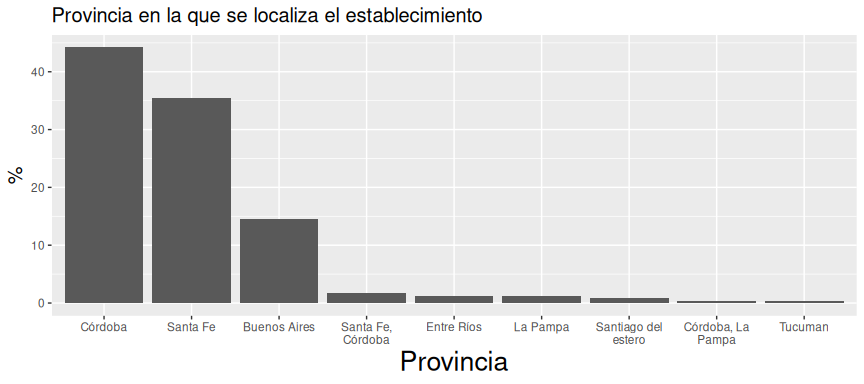 Provincia en la que se localiza el establecimiento
%
40
30
20
10
0
Córdoba
Santa Fe
Buenos Aires
Santa Fe,
Córdoba
Entre Ríos
La Pampa
Santiago del
estero
Córdoba, La
Pampa
Tucuman
Provincia